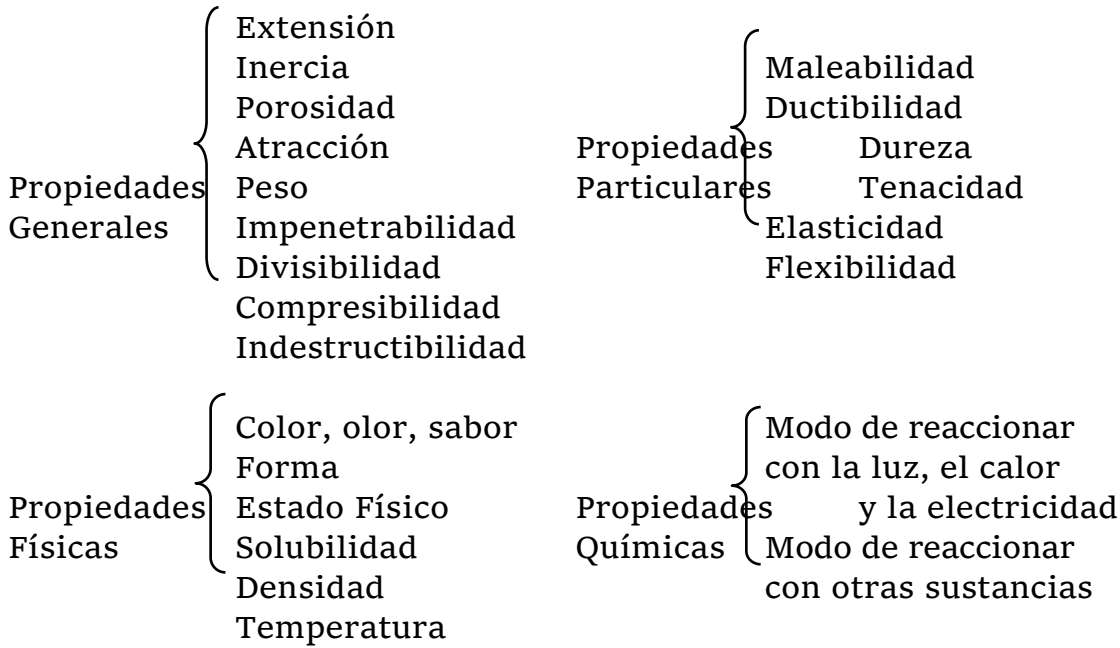 Extensión
Inercia
Porosidad
Atracción
Propiedades Peso
Generales Impenetrabilidad
Divisibilidad
Compresibilidad
Indestructibilidad
Maleabilidad
Ductibilidad
Propiedades Dureza
Particulares Tenacidad
Elasticidad
Flexibilidad
Color, olor, sabor
Forma
Propiedades Estado Físico
Físicas Solubilidad
Densidad
Temperatura
Modo de reaccionar
con la luz, el calor
Propiedades y la electricidad
Químicas Modo de reaccionar
con otras sustancias